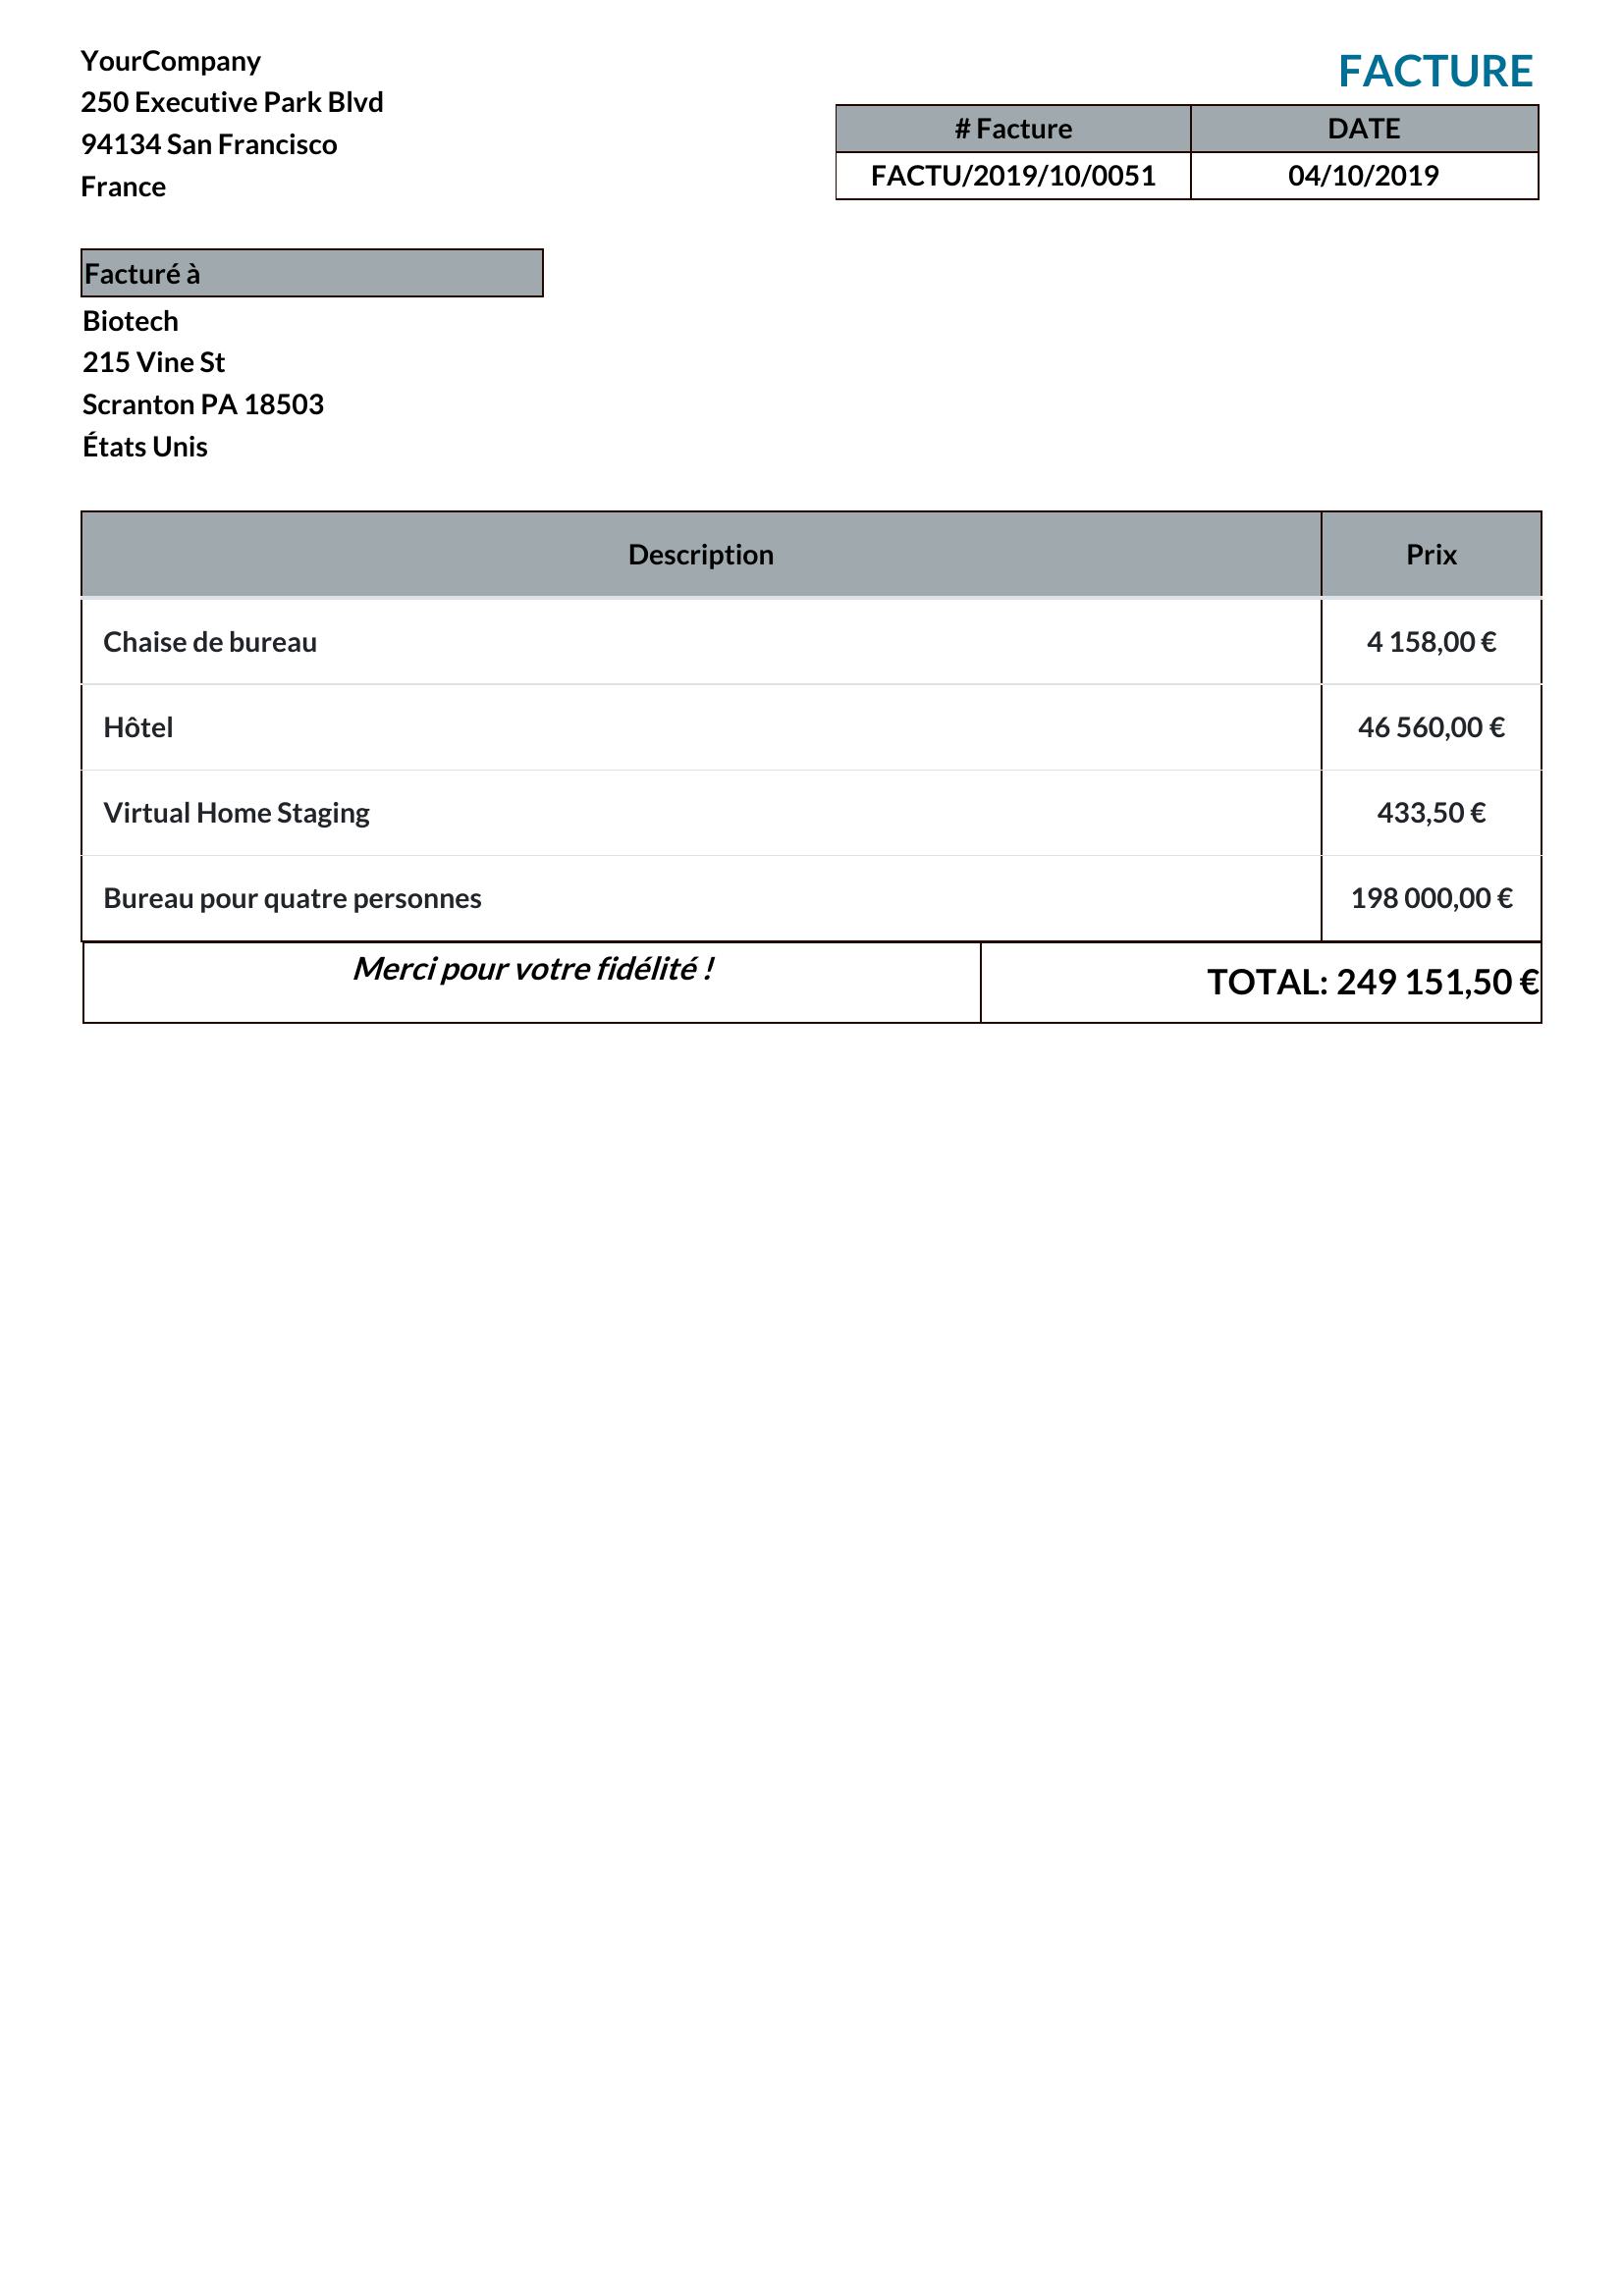 YourCompany
250 Executive Park Blvd
94134 San Francisco
France
FACTURE
# Facture DATE
FACTU/2019/10/0051 04/10/2019
Facturé à
Biotech
215 Vine St
Scranton PA 18503
États Unis
Description Prix
Chaise de bureau 4 158,00 €
Hôtel 46 560,00 €
Virtual Home Staging 433,50 €
Bureau pour quatre personnes 198 000,00 €
Merci pour votre fidélité ! TOTAL: 249 151,50 €